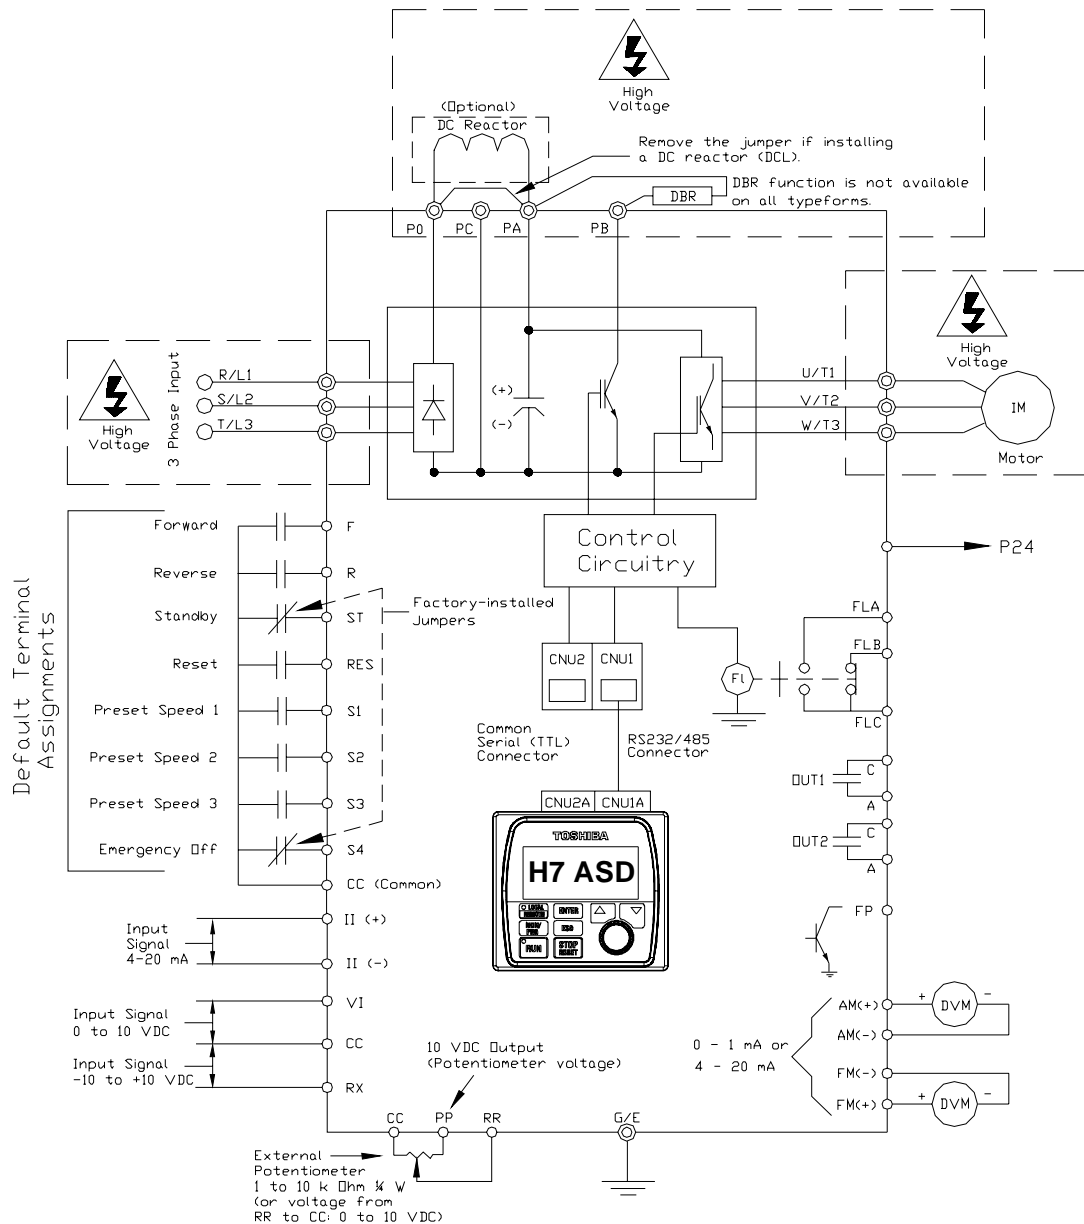 High
Voltage
(Optional)
DC Reactor
Remove the jumper if installing
a DC reactor (DCL).
DBR function is not available
on all typeforms.
DBR
PO
PC
PA
PB
High
Voltage
3 Phase Input
R/L1
S/L2
T/L3
(+)
(-)
U/T1
V/T2
W/T3
High
Voltage
IM
Motor
Default Terminal
Assignments
Forward
F
Reverse
R
Standby
ST
Reset
RES
Preset Speed 1
S1
Preset Speed 2
S2
Preset Speed 3
S3
Emergency Off
S4
CC (Common)
Factory-installed
Jumpers
Control
Circuitry
P24
CNU2
CNU1
Common
Serial (TTL)
Connector
RS232/485
Connector
CNU2A
CNU1A
TOSHIBA
H7 ASD
LOCAL
REMOTE
ENTER
MON/
PRG
ESC
RUN
STOP
RESET
Fl
FLA
FLB
FLC
OUT1
C
A
OUT2
C
A
FP
Input
Signal
4-20 mA
II (+)
II (-)
Input Signal
0 to 10 VDC
VI
CC
Input Signal
-10 to +10 VDC
RX
0 - 1 mA or
4 - 20 mA
AM(+)
AM(-)
FM(-)
FM(+)
+
DVM
-
+
DVM
-
10 VDC Output
(Potentiometer voltage)
CC
PP
RR
G/E
External
Potentiometer
1 to 10 k Ohm ¼ W
(or voltage from
RR to CC: 0 to 10 VDC)